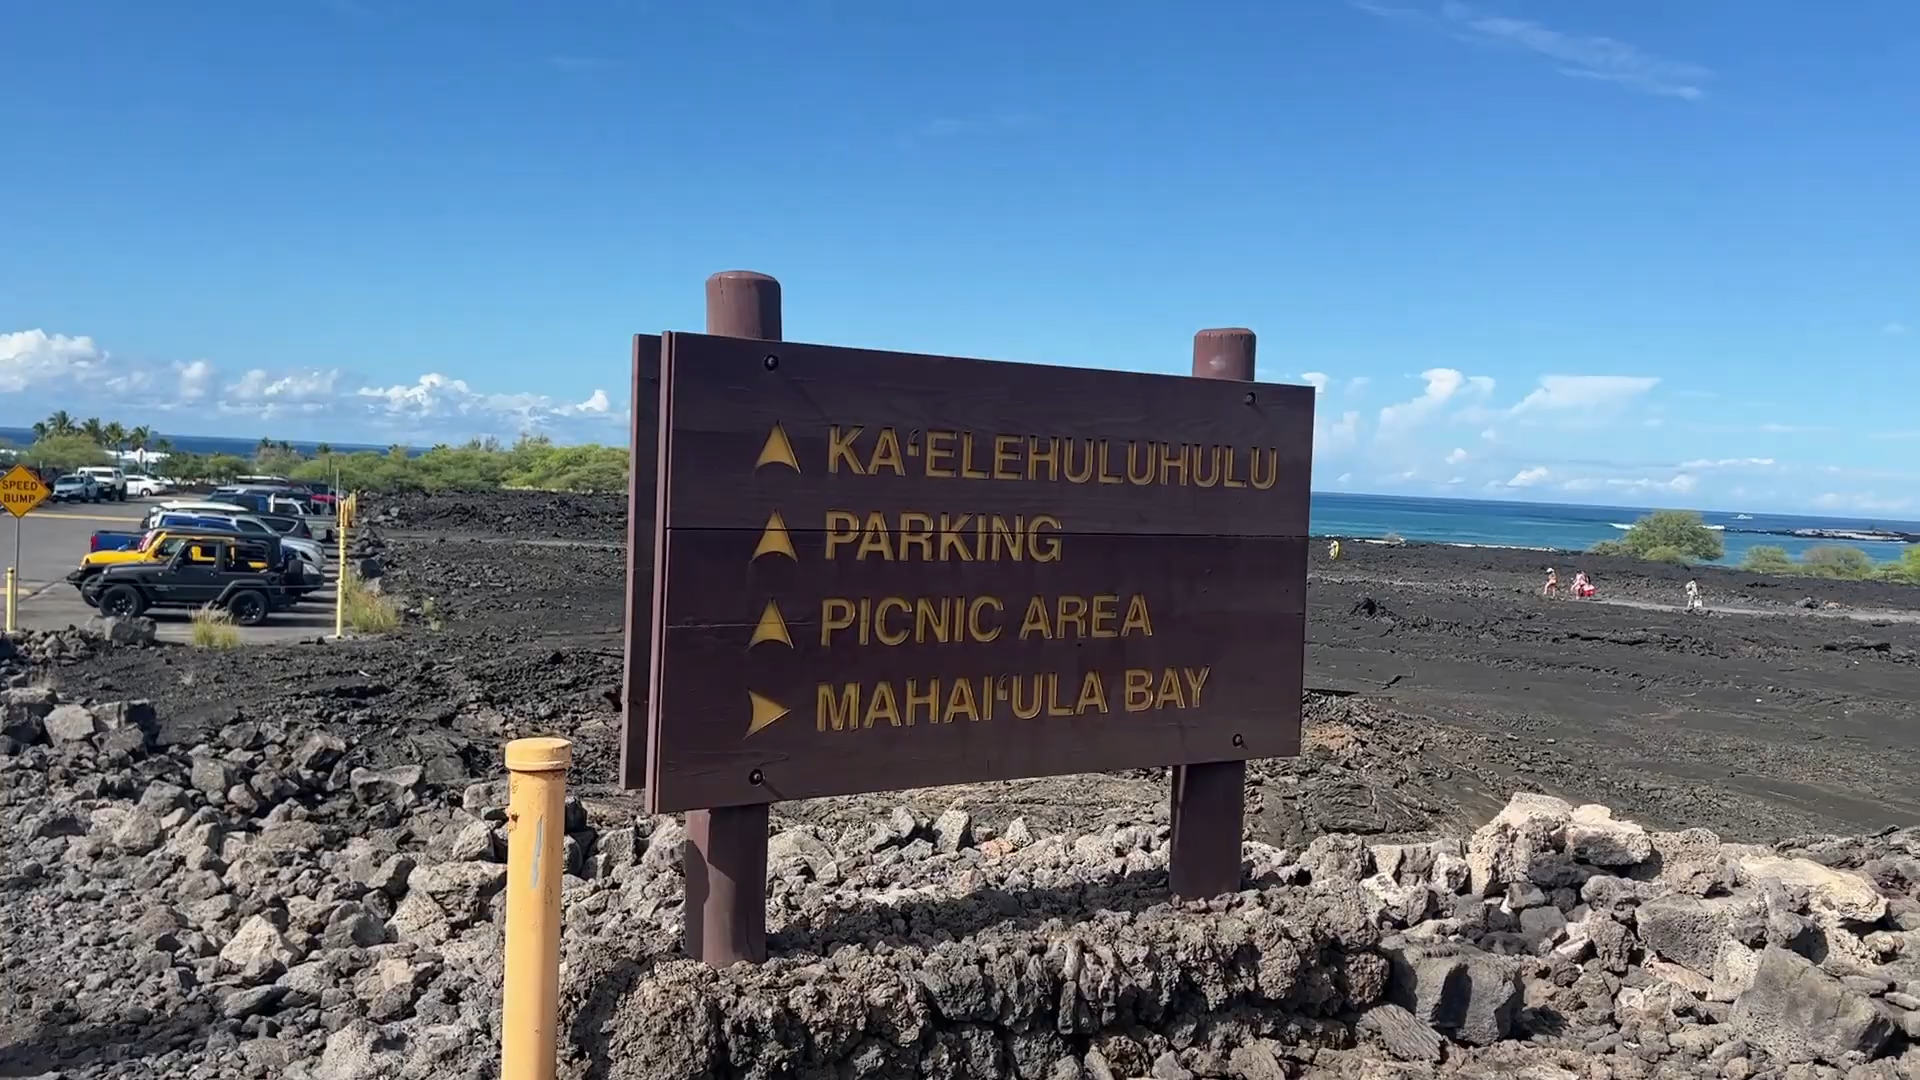 SPEED
BUMP
KAʻELEHULUHULU
PARKING
PICNIC AREA
MAHAIʻULA BAY